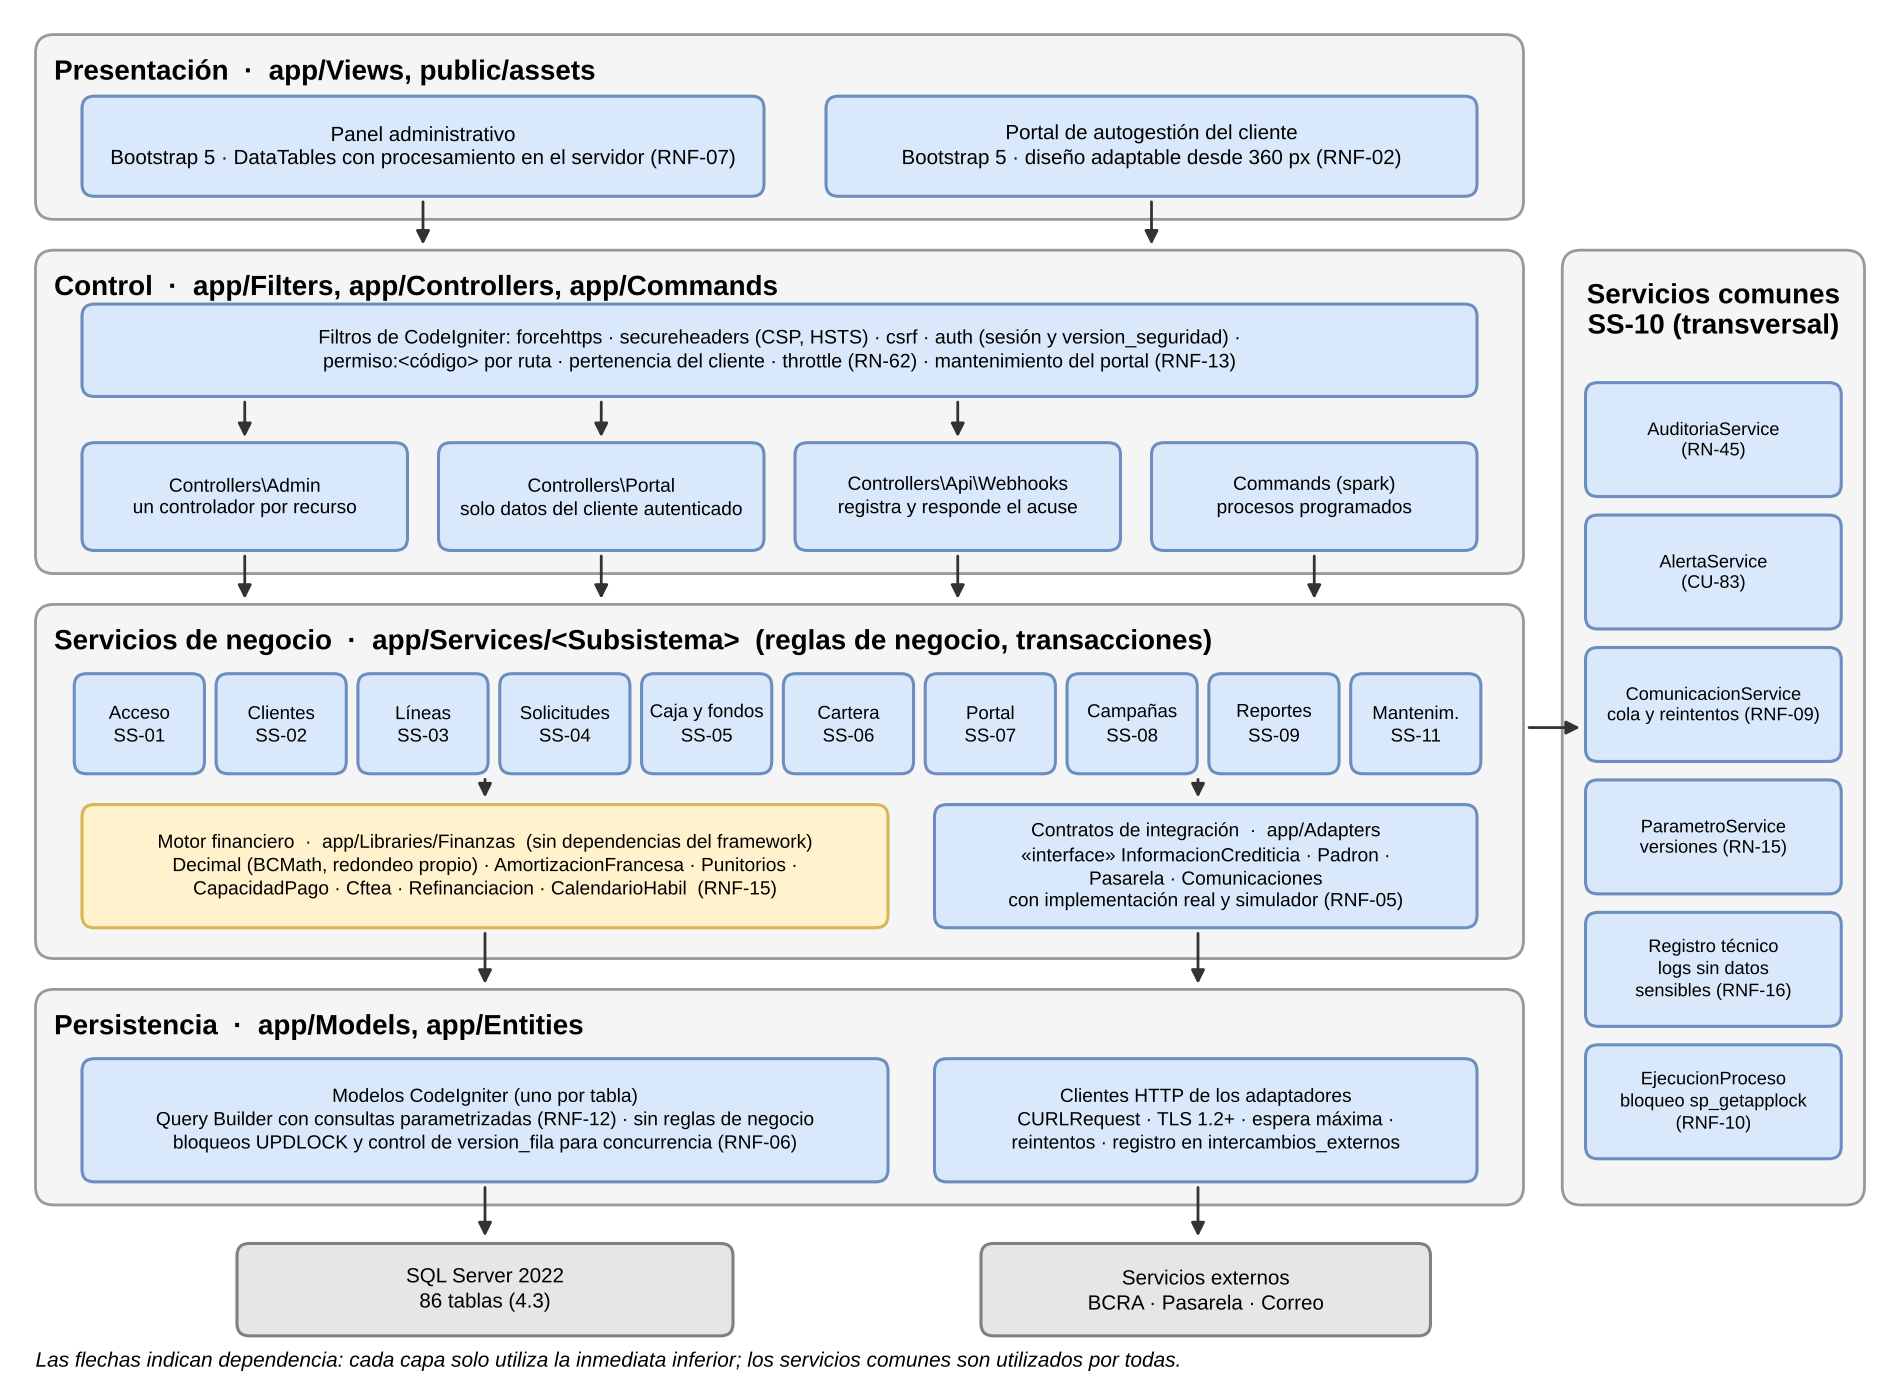 Presentación · app/Views, public/assets
Panel administrativo
Bootstrap 5 · DataTables con procesamiento en el servidor (RNF-07)
Portal de autogestión del cliente
Bootstrap 5 · diseño adaptable desde 360 px (RNF-02)
Control · app/Filters, app/Controllers, app/Commands
Filtros de CodeIgniter: forcehttps · secureheaders (CSP, HSTS) · csrf · auth (sesión y version_seguridad) ·
permiso:<código> por ruta · pertenencia del cliente · throttle (RN-62) · mantenimiento del portal (RNF-13)
Controllers\Admin
un controlador por recurso
Controllers\Portal
solo datos del cliente autenticado
Controllers\Api\Webhooks
registra y responde el acuse
Commands (spark)
procesos programados
Servicios de negocio · app/Services/<Subsistema> (reglas de negocio, transacciones)
Acceso
SS-01
Clientes
SS-02
Líneas
SS-03
Solicitudes
SS-04
Caja y fondos
SS-05
Cartera
SS-06
Portal
SS-07
Campañas
SS-08
Reportes
SS-09
Mantenim.
SS-11
Motor financiero · app/Libraries/Finanzas (sin dependencias del framework)
Decimal (BCMath, redondeo propio) · AmortizacionFrancesa · Punitorios ·
CapacidadPago · Cftea · Refinanciacion · CalendarioHabil (RNF-15)
Contratos de integración · app/Adapters
«interface» InformacionCrediticia · Padron ·
Pasarela · Comunicaciones
con implementación real y simulador (RNF-05)
Persistencia · app/Models, app/Entities
Modelos CodeIgniter (uno por tabla)
Query Builder con consultas parametrizadas (RNF-12) · sin reglas de negocio
bloqueos UPDLOCK y control de version_fila para concurrencia (RNF-06)
Clientes HTTP de los adaptadores
CURLRequest · TLS 1.2+ · espera máxima ·
reintentos · registro en intercambios_externos
SQL Server 2022
86 tablas (4.3)
Servicios externos
BCRA · Pasarela · Correo
Servicios comunes
SS-10 (transversal)
AuditoriaService
(RN-45)
AlertaService
(CU-83)
ComunicacionService
cola y reintentos (RNF-09)
ParametroService
versiones (RN-15)
Registro técnico
logs sin datos
sensibles (RNF-16)
EjecucionProceso
bloqueo sp_getapplock
(RNF-10)
Las flechas indican dependencia: cada capa solo utiliza la inmediata inferior; los servicios comunes son utilizados por todas.